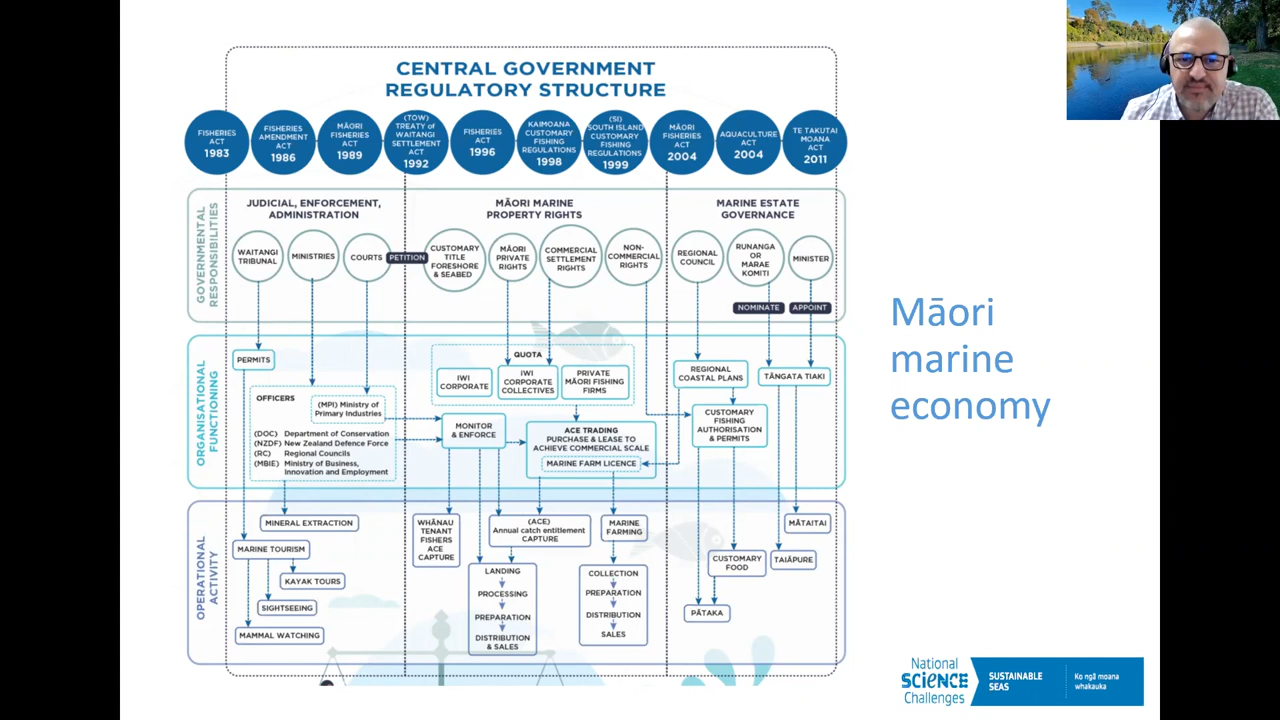 CENTRAL GOVERNMENT
REGULATORY STRUCTURE
FISHERIES
ACT
1983
FISHERIES
AMENDMENT
ACT
1986
MĀORI
FISHERIES
ACT
1989
(TOW)
TREATY of
WAITANGI
SETTLEMENT
ACT
1992
FISHERIES
ACT
1996
KAIMOANA
CUSTOMARY
FISHING
REGULATIONS
1998
(SI)
SOUTH ISLAND
CUSTOMARY
FISHING
REGULATIONS
1999
MĀORI
FISHERIES
ACT
2004
AQUACULTURE
ACT
2004
TE TAKUTAI
MOANA
ACT
2011
GOVERNMENTAL
RESPONSIBILITIES
JUDICIAL, ENFORCEMENT,
ADMINISTRATION
MĀORI MARINE
PROPERTY RIGHTS
MARINE ESTATE
GOVERNANCE
WAITANGI
TRIBUNAL
MINISTRIES
COURTS
PETITION
CUSTOMARY
TITLE
FORESHORE
& SEABED
MĀORI
PRIVATE
RIGHTS
COMMERCIAL
SETTLEMENT
RIGHTS
NON-
COMMERCIAL
RIGHTS
REGIONAL
COUNCIL
RUNANGA
OR
MARAE
KOMITI
MINISTER
NOMINATE
APPOINT
ORGANISATIONAL
FUNCTIONING
PERMITS
OFFICERS
(MPI) Ministry of
Primary Industries
(DOC) Department of Conservation
(NZDF) New Zealand Defence Force
(RC) Regional Councils
(MBIE) Ministry of Business,
Innovation and Employment
QUOTA
IWI
CORPORATE
IWI
CORPORATE
COLLECTIVES
PRIVATE
MĀORI FISHING
FIRMS
MONITOR
& ENFORCE
ACE TRADING
PURCHASE & LEASE TO
ACHIEVE COMMERCIAL SCALE
MARINE FARM LICENCE
REGIONAL
COASTAL PLANS
TĀNGATA TIAKI
CUSTOMARY
FISHING
AUTHORISATION
& PERMITS
OPERATIONAL
ACTIVITY
MINERAL EXTRACTION
MARINE TOURISM
KAYAK TOURS
SIGHTSEEING
MAMMAL WATCHING
WHĀNAU
TENANT
FISHERS
ACE
CAPTURE
(ACE)
Annual catch entitlement
CAPTURE
LANDING
PROCESSING
PREPARATION
DISTRIBUTION
& SALES
MARINE
FARMING
COLLECTION
PREPARATION
DISTRIBUTION
SALES
MĀTAITAI
CUSTOMARY
FOOD
TAIĀPURE
PĀTAKA
Māori
marine
economy
National
SCIENCE
Challenges
SUSTAINABLE
SEAS
Ko ngā moana
whakauka